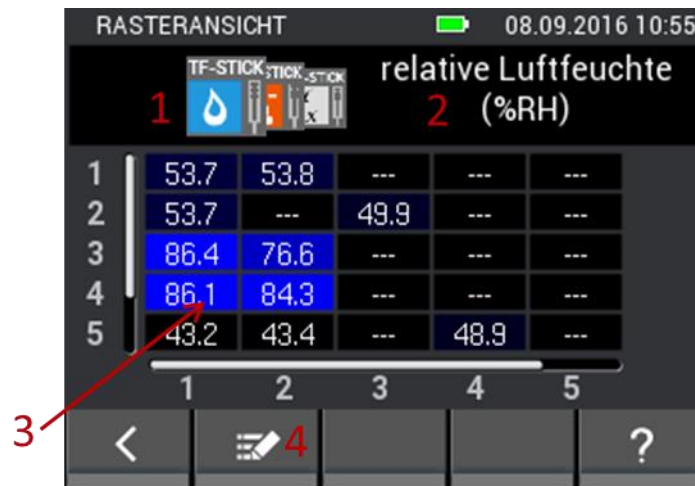 RASTERANSICHT 08.09.2016 10:55
TF-STICK STICK -STICK
1
x
relative Luftfeuchte
2 (%RH)
1 53.7 53.8 --- --- ---
2 53.7 --- 49.9 --- ---
3 86.4 76.6 --- --- ---
4 86.1 84.3 --- --- ---
5 43.2 43.4 --- 48.9 ---
1 2 3 4 5
3
< 4 ?